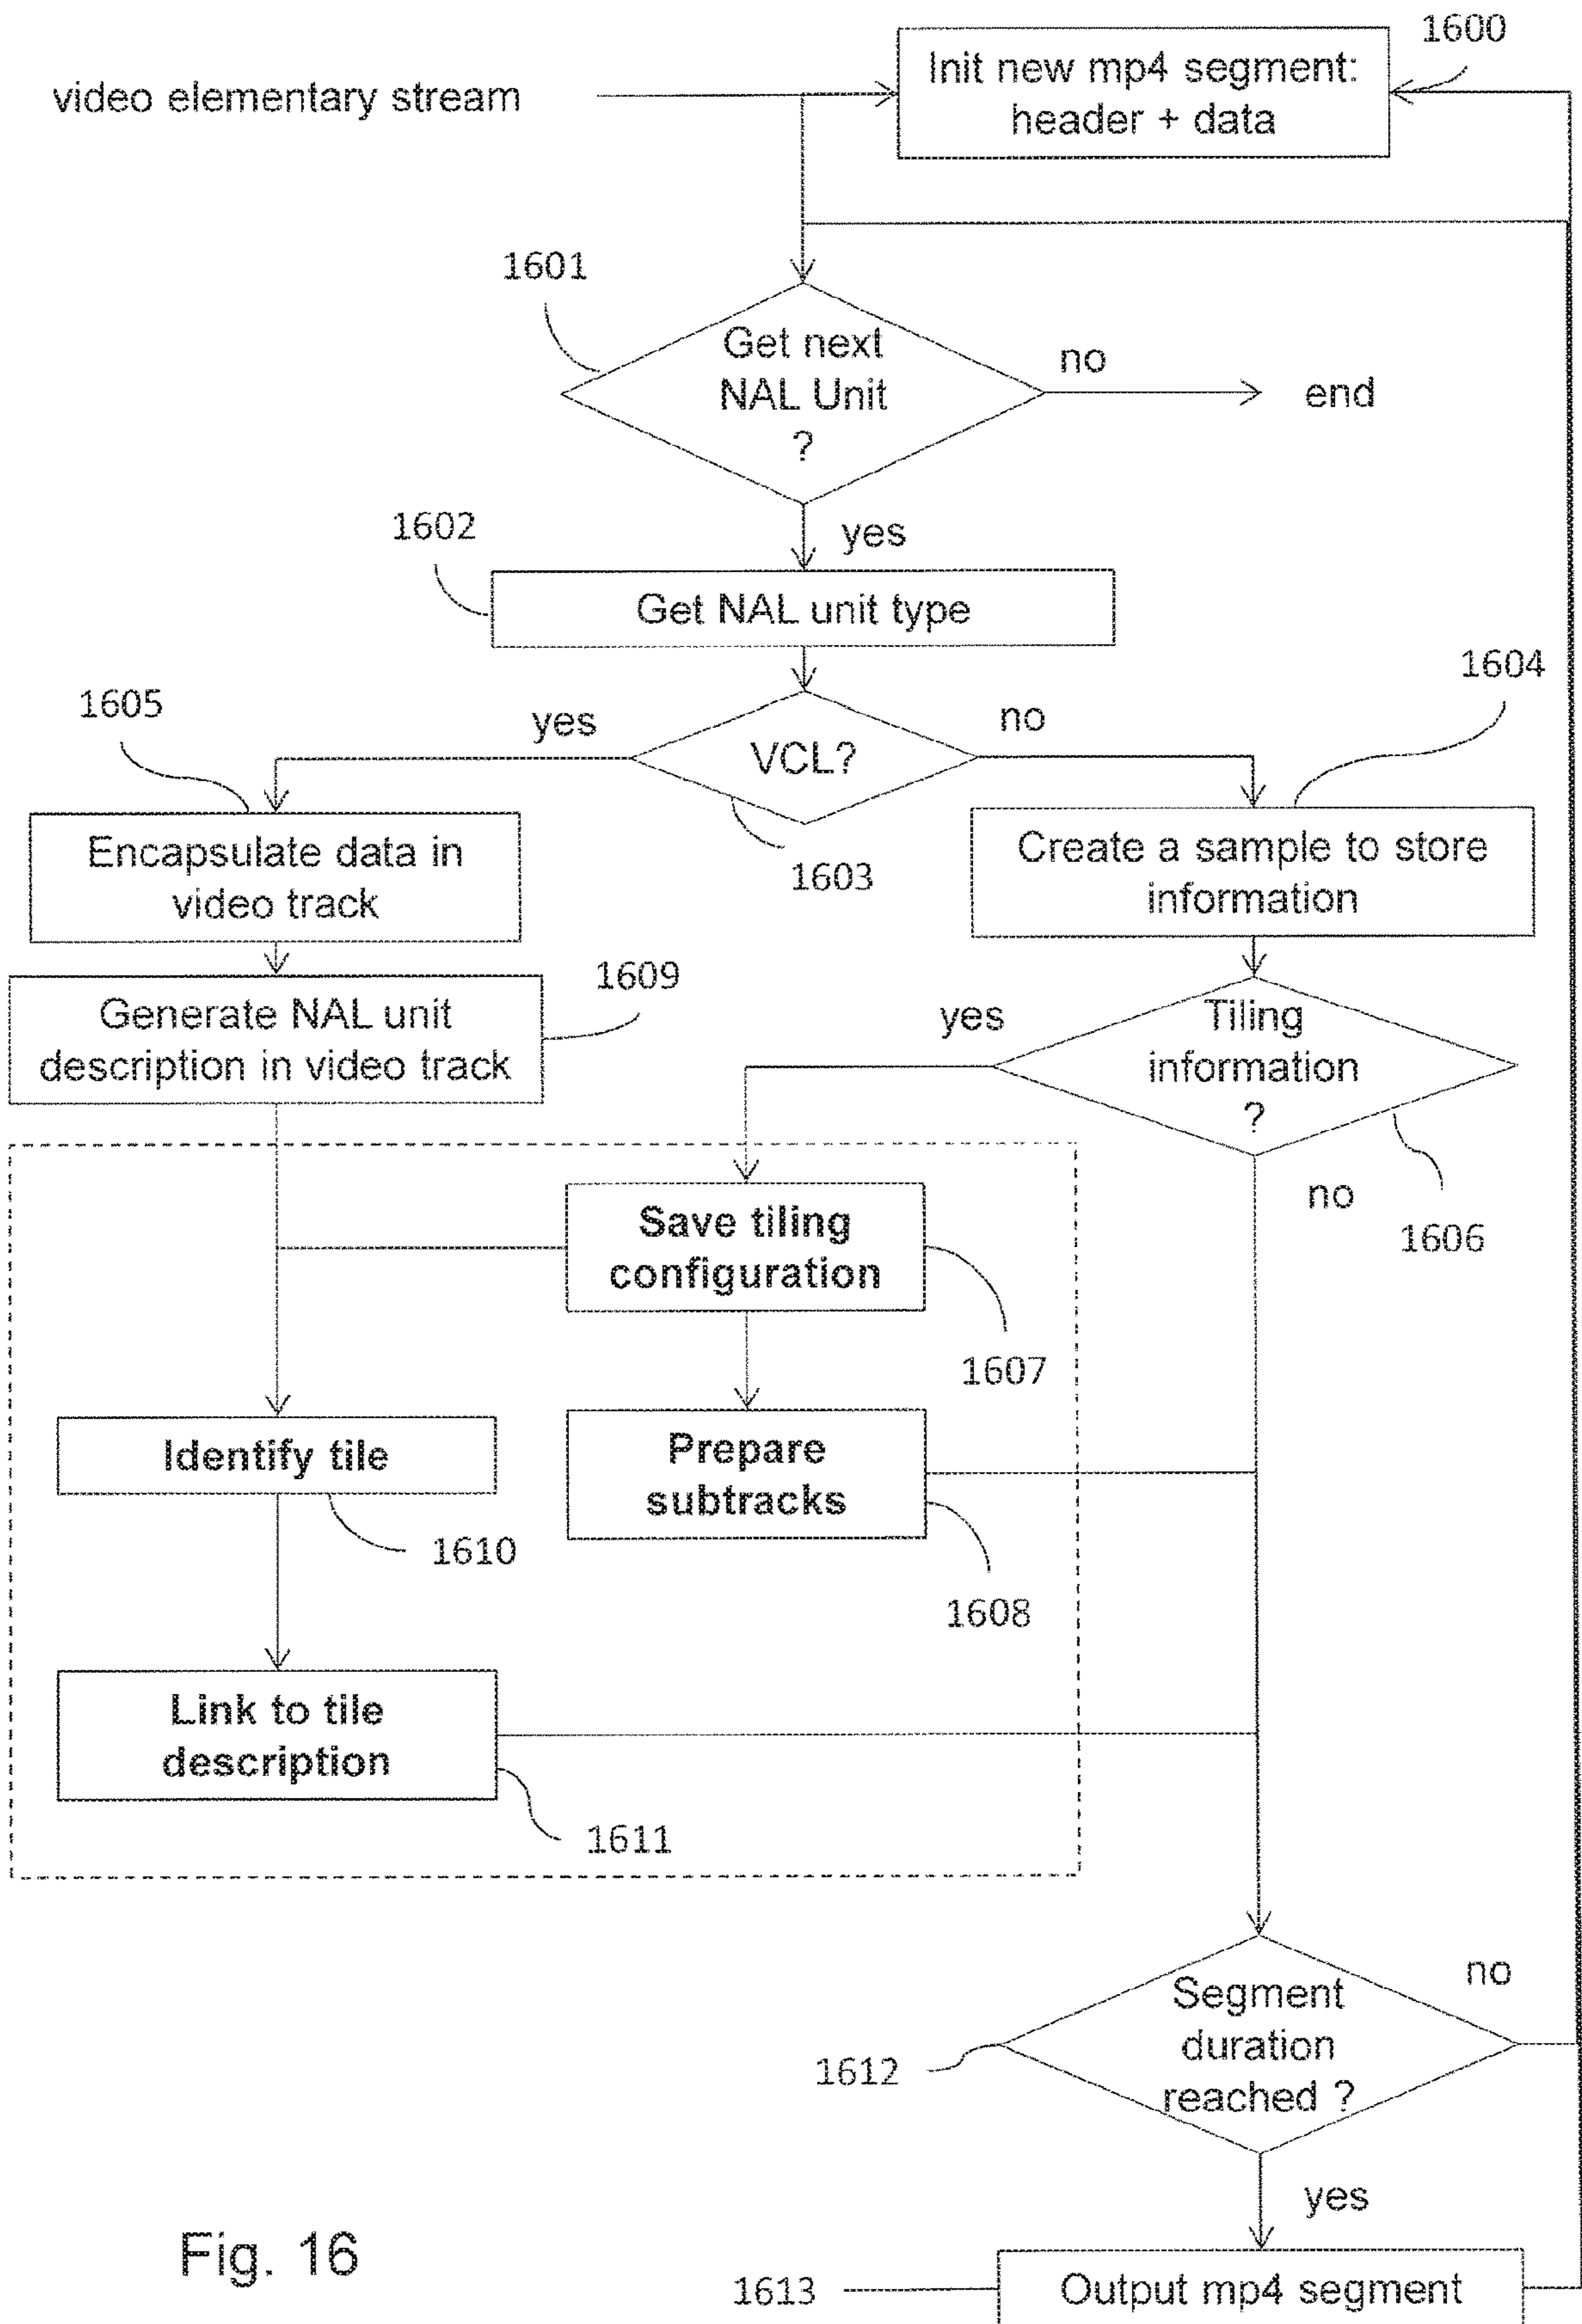 1600
Init new mp4 segment:
header + data
video elementary stream
1601
Get next
NAL Unit
?
no
end
yes
1602
Get NAL unit type
1604
1605
yes
VCL?
no
1603
Encapsulate data in
video track
Create a sample to store
information
1609
Generate NAL unit
description in video track
yes
Tiling
information
?
no
1606
Save tiling
configuration
1607
Identify tile
1610
Prepare
subtracks
1608
Link to tile
description
1611
Segment
duration
reached ?
no
1612
yes
Fig. 16
1613
Output mp4 segment